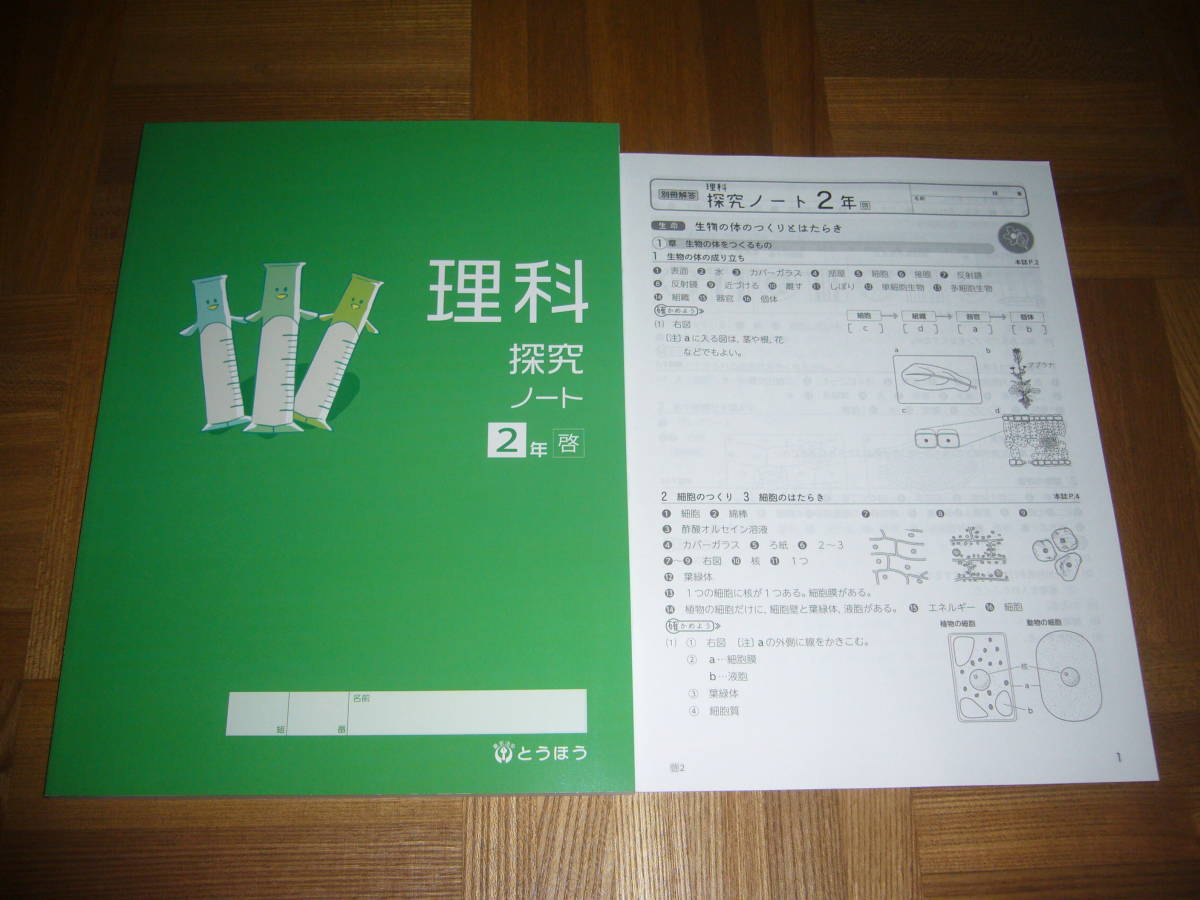 理科
探究
ノート
2年 啓
組 番 名前
とうほう
別冊解答 理科 探究ノート 2年 啓 組 番 名前
生命 生物の体のつくりとはたらき
1章 生物の体をつくるもの
1 生物の体の成り立ち 本誌P.2
❶ 表面 ❷ 水 ❸ カバーガラス ❹ 部屋 ❺ 細胞 ❻ 接眼 ❼ 反射鏡
❽ 反射鏡 ❾ 近づける ❿ 離す ⓫ しぼり ⓬ 単細胞生物 ⓭ 多細胞生物
⓮ 組織 ⓯ 器官 ⓰ 個体
確かめよう
(1) 右図
〔注〕aに入る図は、茎や根、花
などでもよい。
細胞 組織 器官 個体
[ c ] [ d ] [ a ] [ b ]
a b
アブラナ
c d
2 細胞のつくり 3 細胞のはたらき 本誌P.4
❶ 細胞 ❷ 綿棒 ❼ ❽ ❾
❸ 酢酸オルセイン溶液
❹ カバーガラス ❺ ろ紙 ❻ 2〜3
❼〜❾ 右図 ❿ 核 ⓫ 1つ
⓬ 葉緑体
⓭ 1つの細胞に核が1つある。細胞膜がある。
⓮ 植物の細胞だけに、細胞壁と葉緑体、液胞がある。 ⓯ エネルギー ⓰ 細胞
確かめよう
(1) ① 右図 〔注〕aの外側に線をかきこむ。
② a…細胞膜
b…液胞
③ 葉緑体
④ 細胞質
植物の細胞 動物の細胞
核
a
b
啓2
1